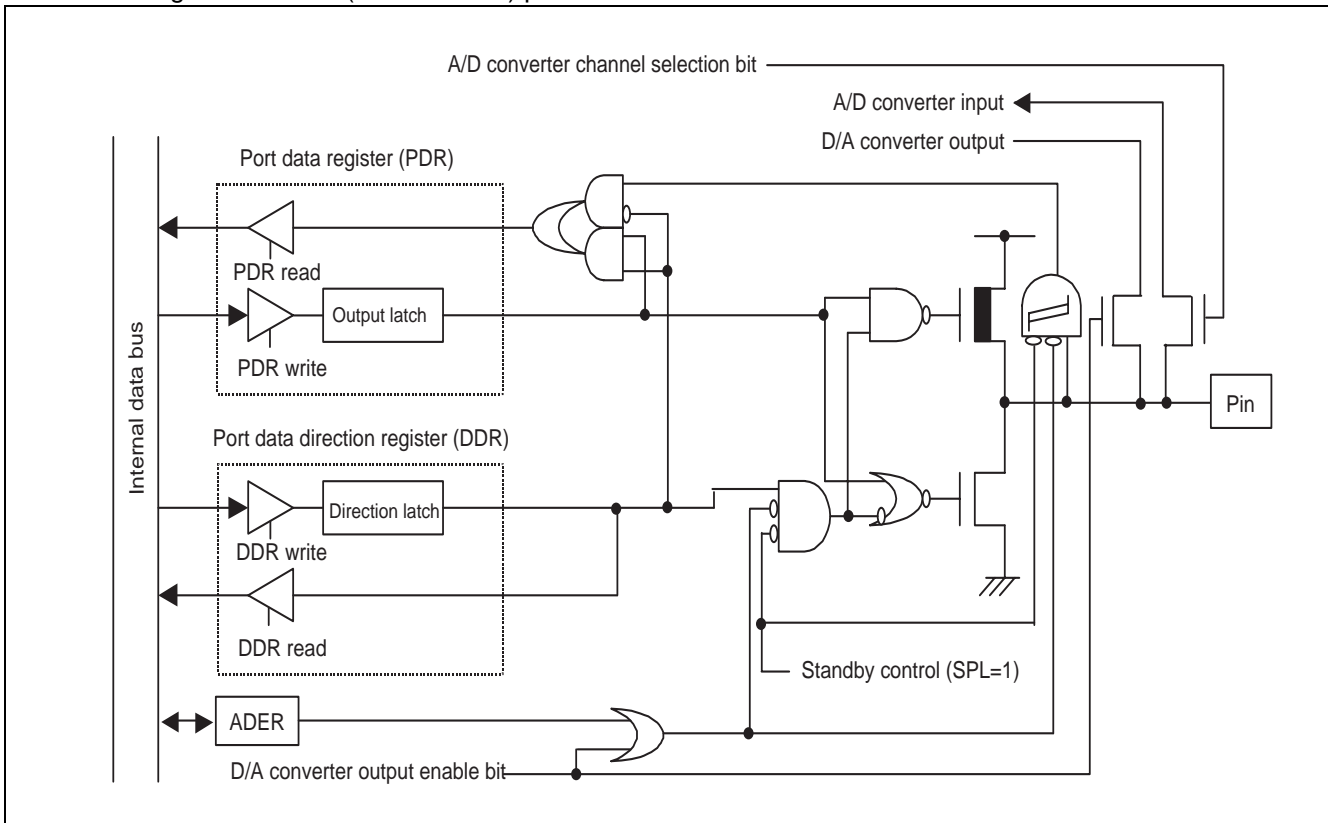 A/D converter channel selection bit
A/D converter input
D/A converter output
Port data register (PDR)
PDR read
Output latch
PDR write
Internal data bus
Port data direction register (DDR)
Direction latch
DDR write
DDR read
Pin
Standby control (SPL=1)
ADER
D/A converter output enable bit